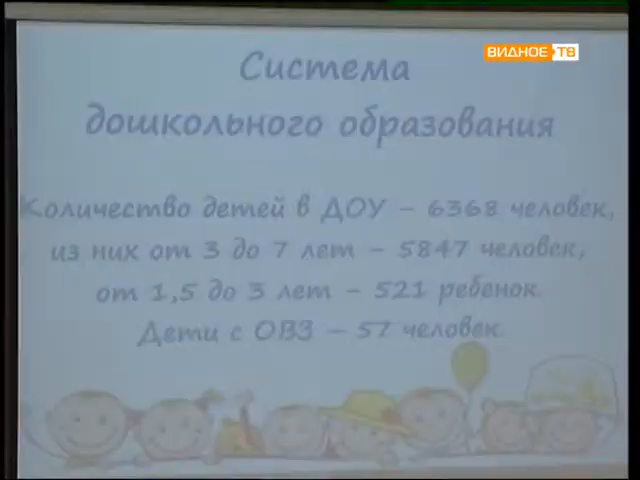 ВИДНОЕ ТВ
Система
дошкольного образования
Количество детей в ДОУ – 6368 человек,
из них от 3 до 7 лет – 5847 человек,
от 1,5 до 3 лет – 521 ребенок.
Дети с ОВЗ – 57 человек